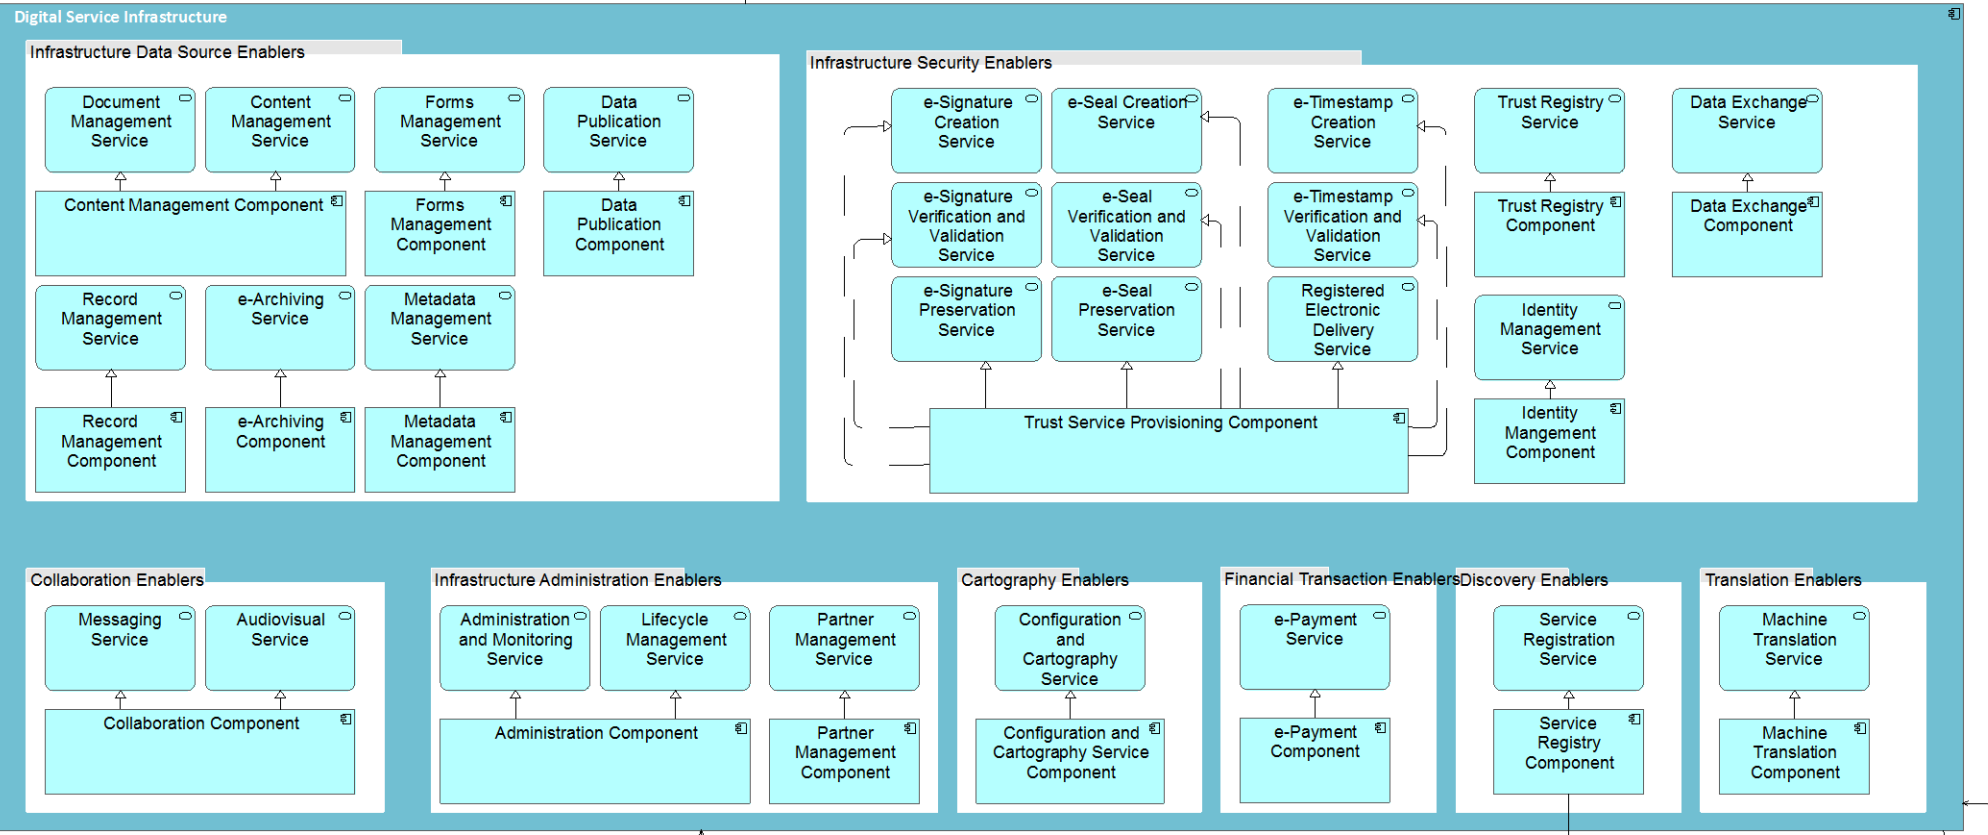 Digital Service Infrastructure
Infrastructure Data Source Enablers
Document
Management
Service
Content
Management
Service
Forms
Management
Service
Data
Publication
Service
Content Management Component
Forms
Management
Component
Data
Publication
Component
Record
Management
Service
e-Archiving
Service
Metadata
Management
Service
Record
Management
Component
e-Archiving
Component
Metadata
Management
Component
Infrastructure Security Enablers
e-Signature
Creation
Service
e-Seal Creation
Service
e-Timestamp
Creation
Service
Trust Registry
Service
Data Exchange
Service
e-Signature
Verification and
Validation
Service
e-Seal
Verification and
Validation
Service
e-Timestamp
Verification and
Validation
Service
Trust Registry
Component
Data Exchange
Component
e-Signature
Preservation
Service
e-Seal
Preservation
Service
Registered
Electronic
Delivery
Service
Identity
Management
Service
Trust Service Provisioning Component
Identity
Mangement
Component
Collaboration Enablers
Messaging
Service
Audiovisual
Service
Collaboration Component
Infrastructure Administration Enablers
Administration
and Monitoring
Service
Lifecycle
Management
Service
Partner
Management
Service
Administration Component
Partner
Management
Component
Cartography Enablers
Configuration
and
Cartography
Service
Configuration and
Cartography Service
Component
Financial Transaction Enablers
e-Payment
Service
e-Payment
Component
Discovery Enablers
Service
Registration
Service
Service
Registry
Component
Translation Enablers
Machine
Translation
Service
Machine
Translation
Component